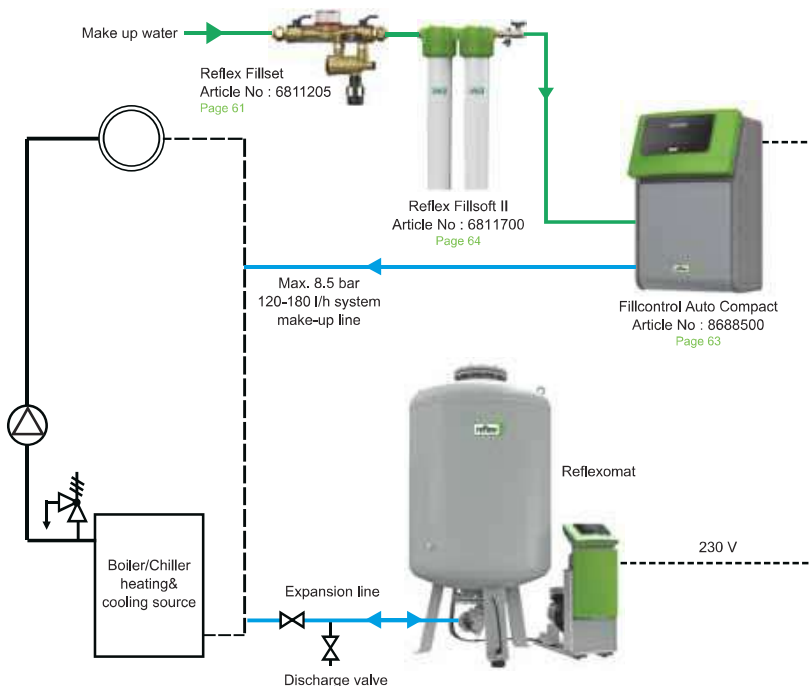 Make up water
Reflex Fillset
Article No : 6811205
Page 61
Reflex Fillsoft II
Article No : 6811700
Page 64
Max. 8.5 bar
120-180 l/h system
make-up line
Fillcontrol Auto Compact
Article No : 8688500
Page 63
reflex
Reflexomat
230 V
Boiler/Chiller
heating&
cooling source
Expansion line
Discharge valve